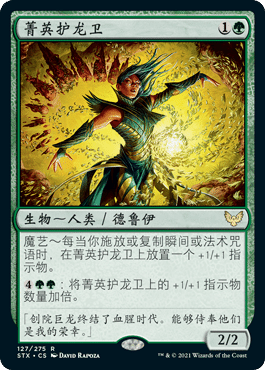 菁英护龙卫 1
生物～人类 / 德鲁伊
魔艺～每当你施放或复制瞬间或法术咒
语时，在菁英护龙卫上放置一个 +1/+1 指
示物。
4：将菁英护龙卫上的 +1/+1 指示物
数量加倍。
「创院巨龙终结了血腥时代。能够侍奉他们
是我的荣幸。」
2/2
127/275 R
STX • CS DAVID RAPOZA
™ & © 2021 Wizards of the Coast